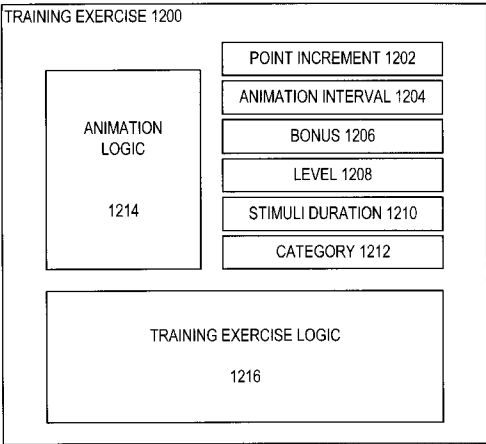 TRAINING EXERCISE 1200
POINT INCREMENT 1202
ANIMATION INTERVAL 1204
BONUS 1206
LEVEL 1208
STIMULI DURATION 1210
CATEGORY 1212
ANIMATION
LOGIC
1214
TRAINING EXERCISE LOGIC
1216